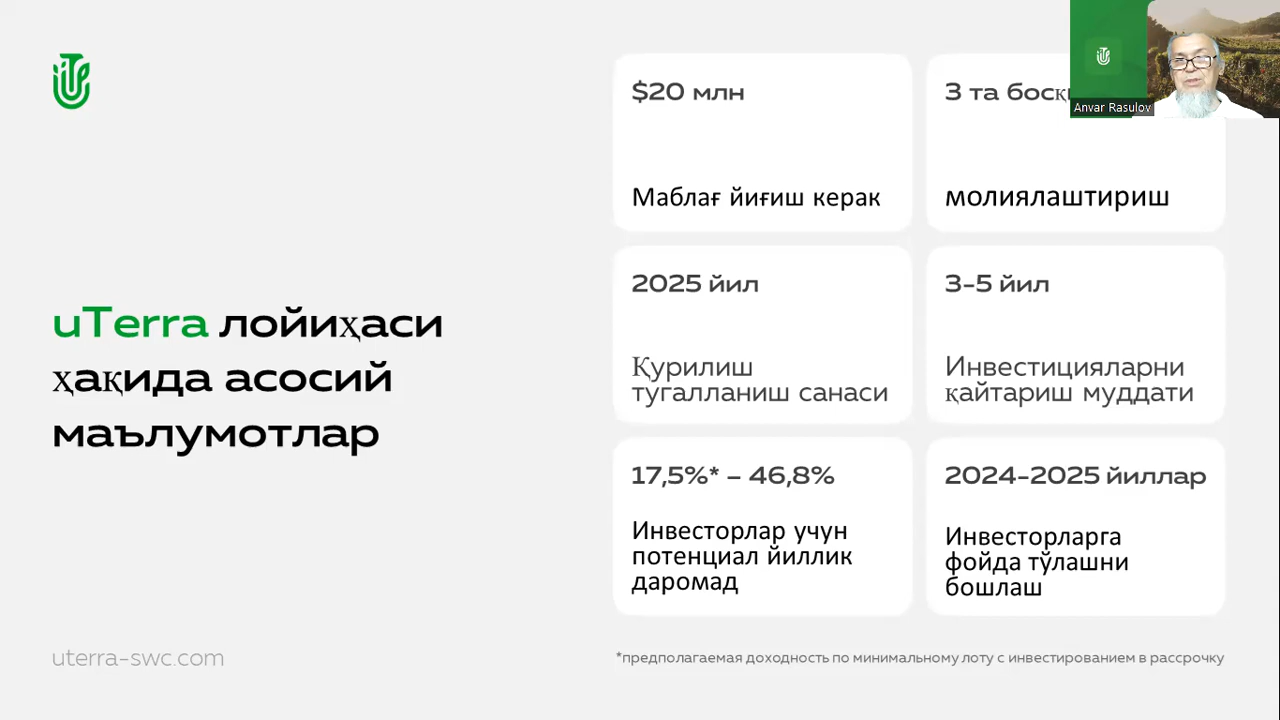 uTerra лойиҳаси
ҳақида асосий
маълумотлар
uterra-swc.com
$20 млн
Маблағ йиғиш керак
3 та
молиялаштириш
Anvar Rasulov
2025 йил
Қурилиш
тугалланиш санаси
3-5 йил
Инвестицияларни
қайтариш муддати
17,5%* – 46,8%
Инвесторлар учун
потенциал йиллик
даромад
2024-2025 йиллар
Инвесторларга
фойда тўлашни
бошлаш
*предполагаемая доходность по минимальному лоту с инвестированием в рассрочку